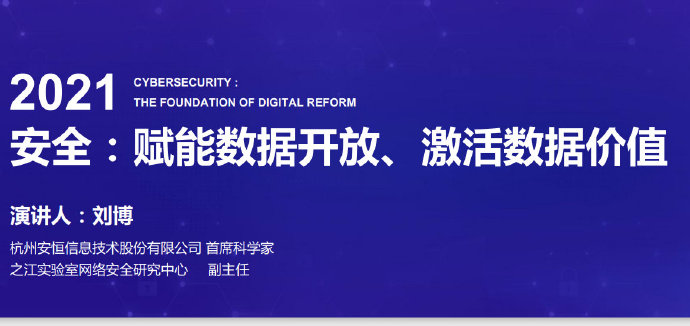 2021 CYBERSECURITY :
THE FOUNDATION OF DIGITAL REFORM
安全：赋能数据开放、激活数据价值
演讲人：刘博
杭州安恒信息技术股份有限公司 首席科学家
之江实验室网络安全研究中心 副主任